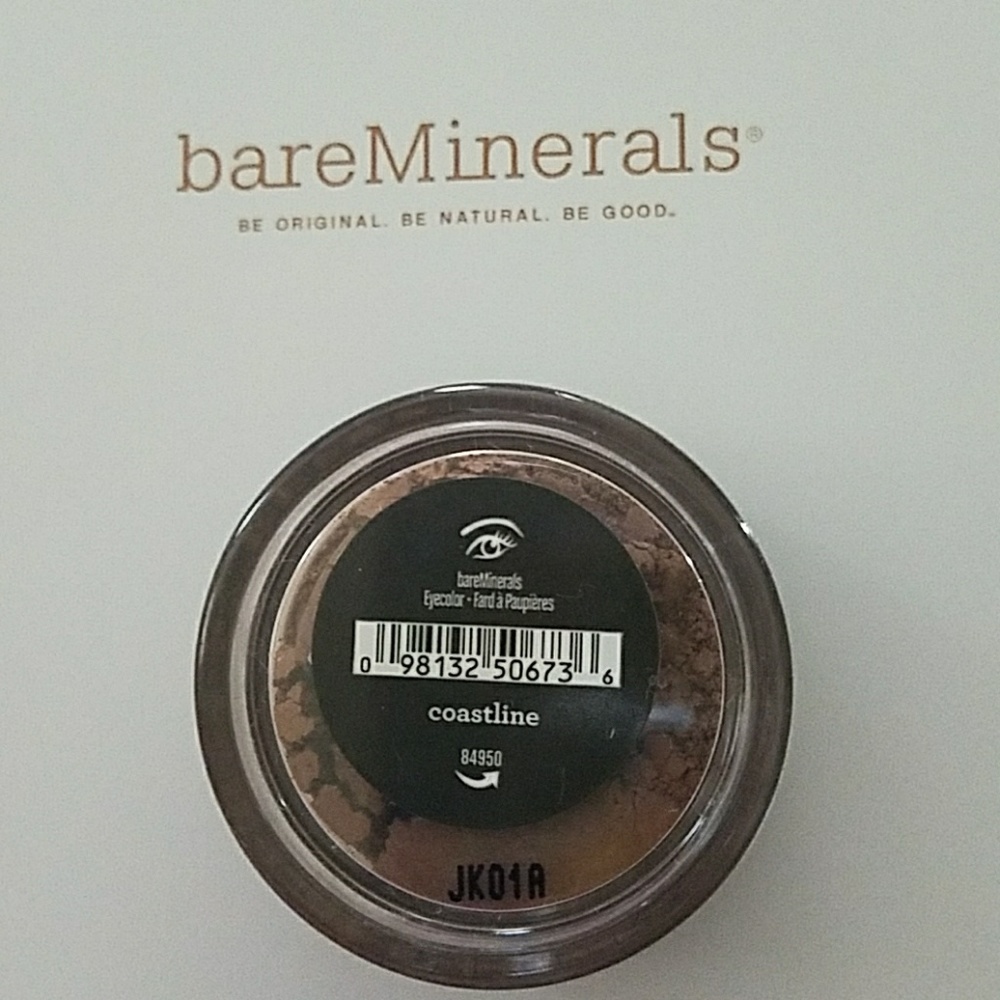 bareMinerals®
BE ORIGINAL. BE NATURAL. BE GOOD.
bareMinerals
Eyecolor • Fard à Paupières
0 98132 50673 6
coastline
84950
JK01A